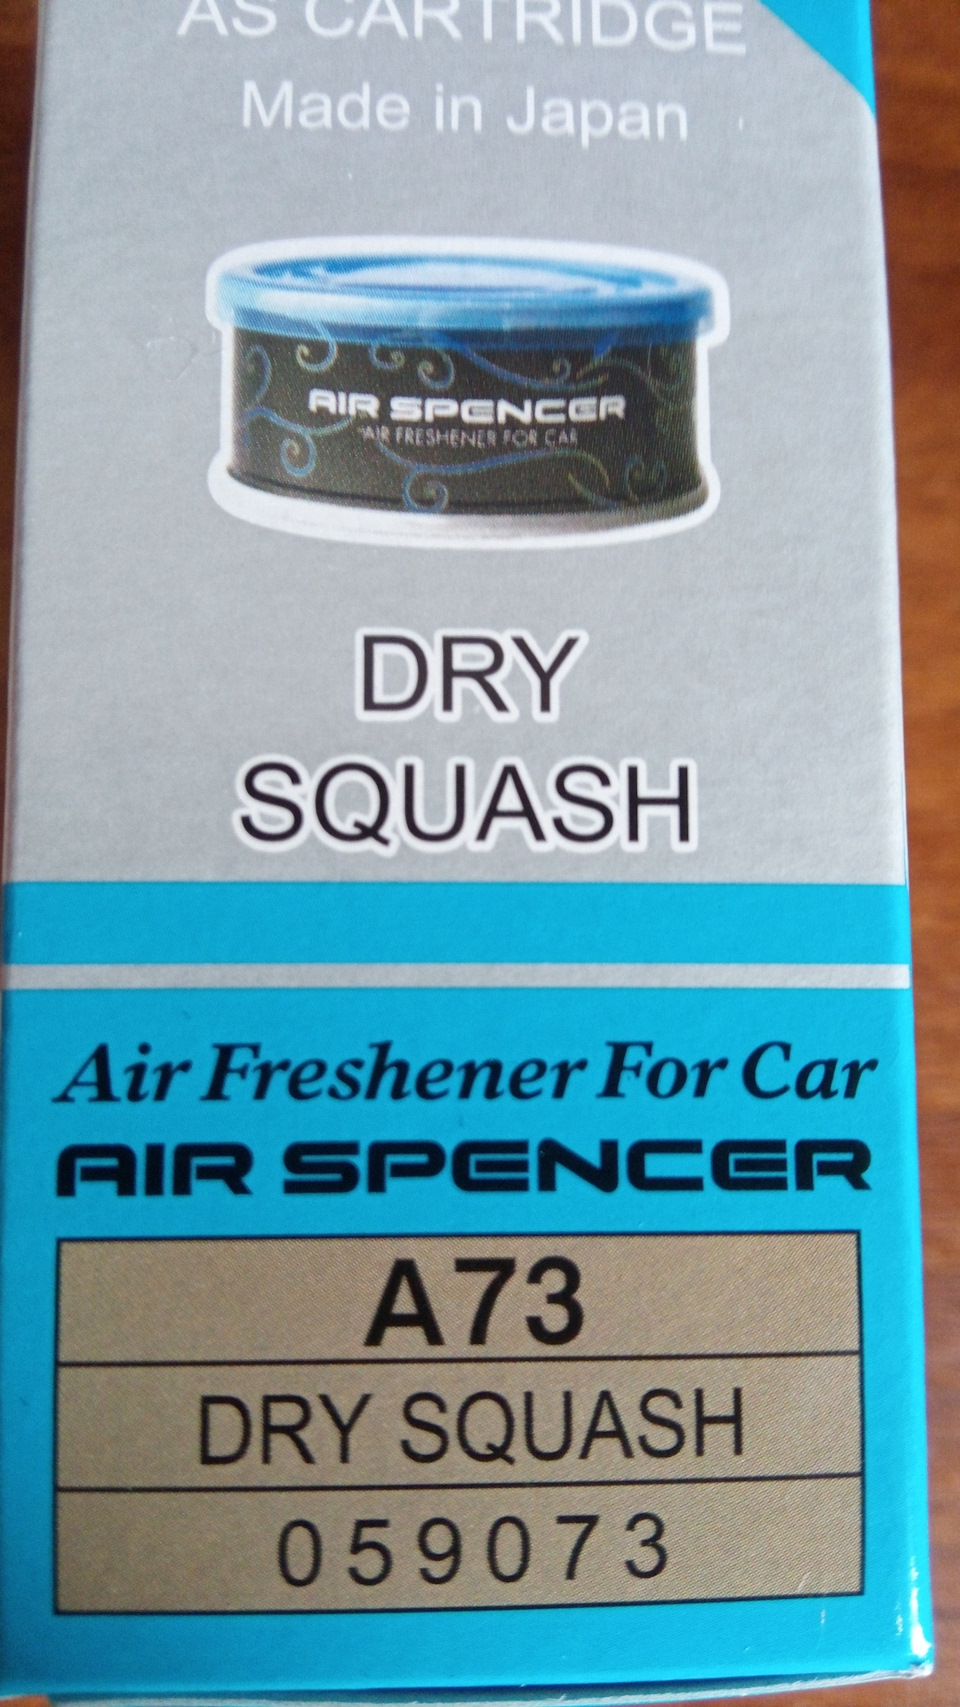 AS CARTRIDGE
Made in Japan
AIR SPENCER
AIR FRESHENER FOR CAR
DRY
SQUASH
Air Freshener For Car
AIR SPENCER
A73
DRY SQUASH
059073